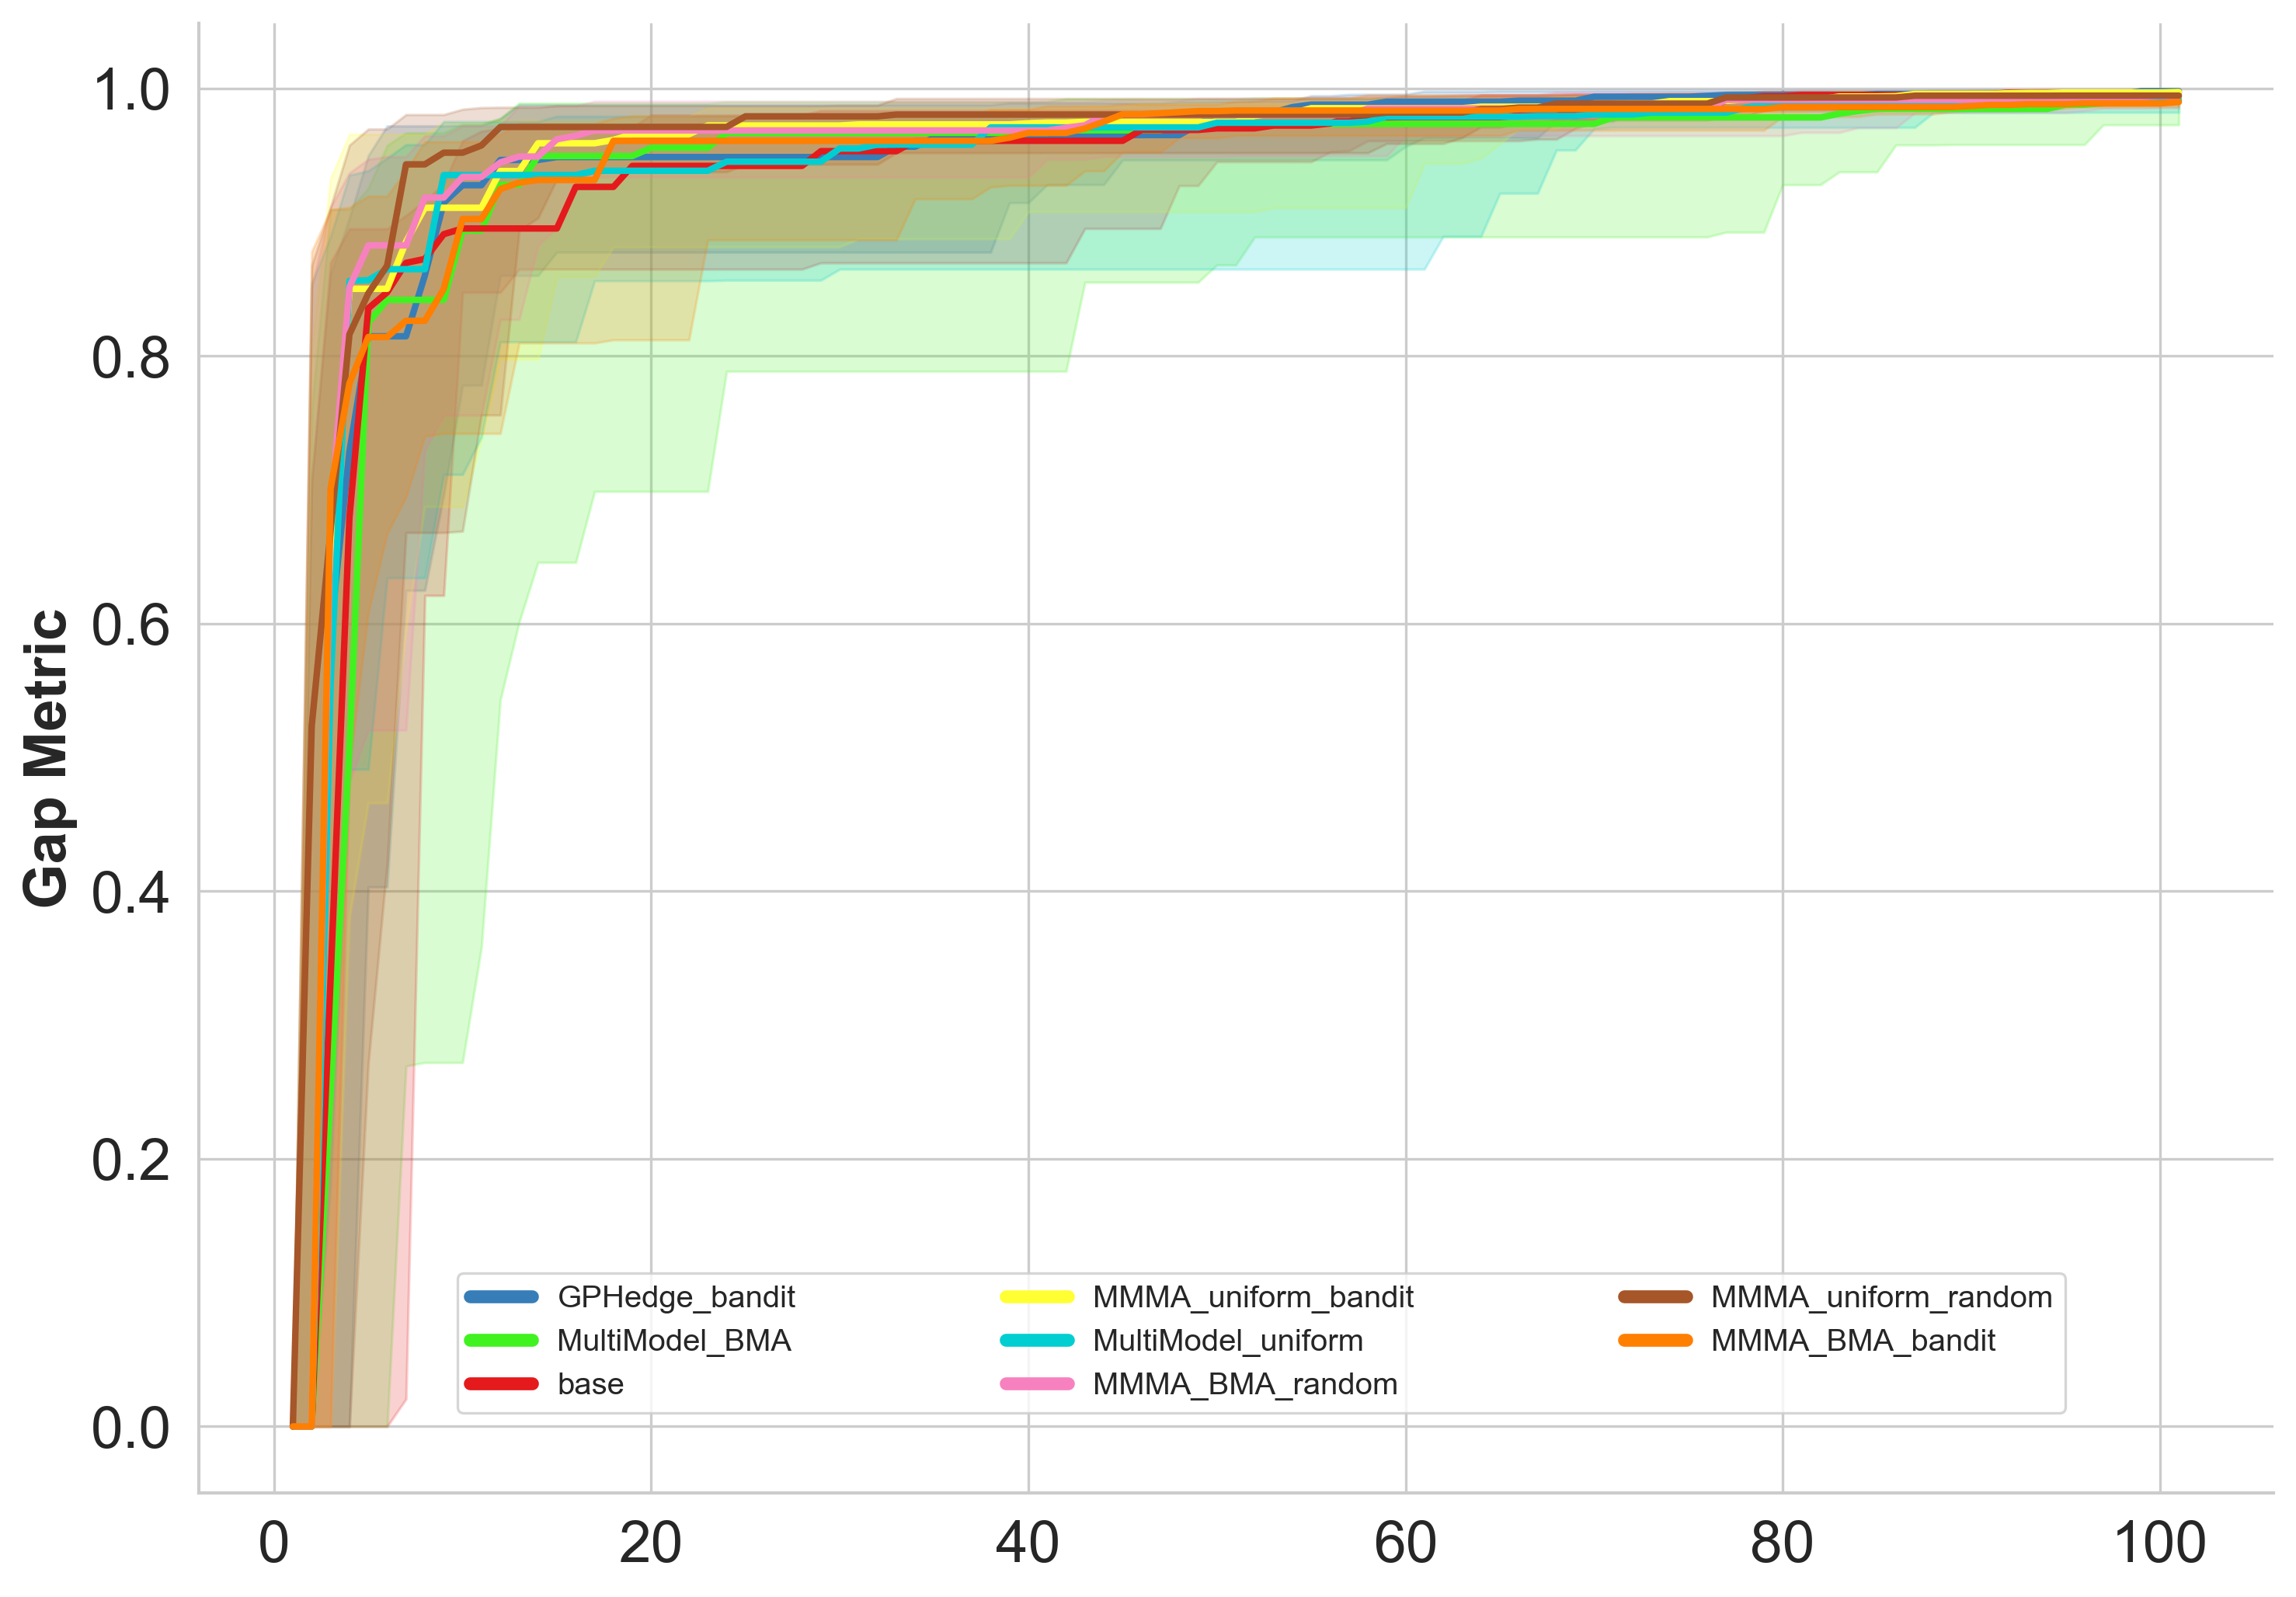 1.0
0.8
0.6
0.4
0.2
0.0
Gap Metric
GPHedge_bandit
MultiModel_BMA
base
MMMA_uniform_bandit
MultiModel_uniform
MMMA_BMA_random
MMMA_uniform_random
MMMA_BMA_bandit
0 20 40 60 80 100